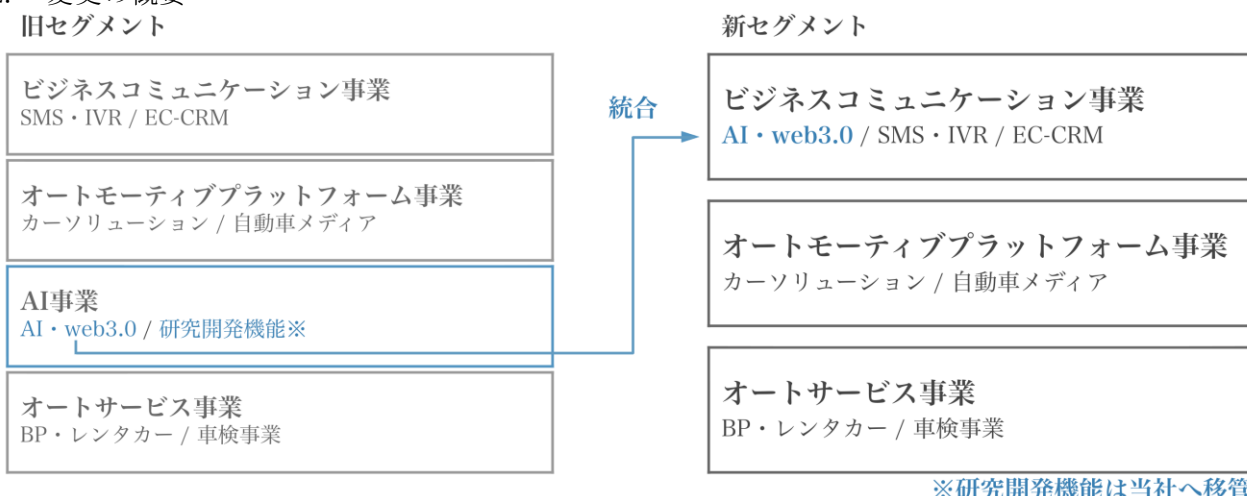 変更の概要
旧セグメント
ビジネスコミュニケーション事業
SMS・IVR / EC-CRM
オートモーティブプラットフォーム事業
カーソリューション / 自動車メディア
AI事業
AI・web3.0 / 研究開発機能※
オートサービス事業
BP・レンタカー / 車検事業
統合
新セグメント
ビジネスコミュニケーション事業
AI・web3.0 / SMS・IVR / EC-CRM
オートモーティブプラットフォーム事業
カーソリューション / 自動車メディア
オートサービス事業
BP・レンタカー / 車検事業
※研究開発機能は当社へ移管